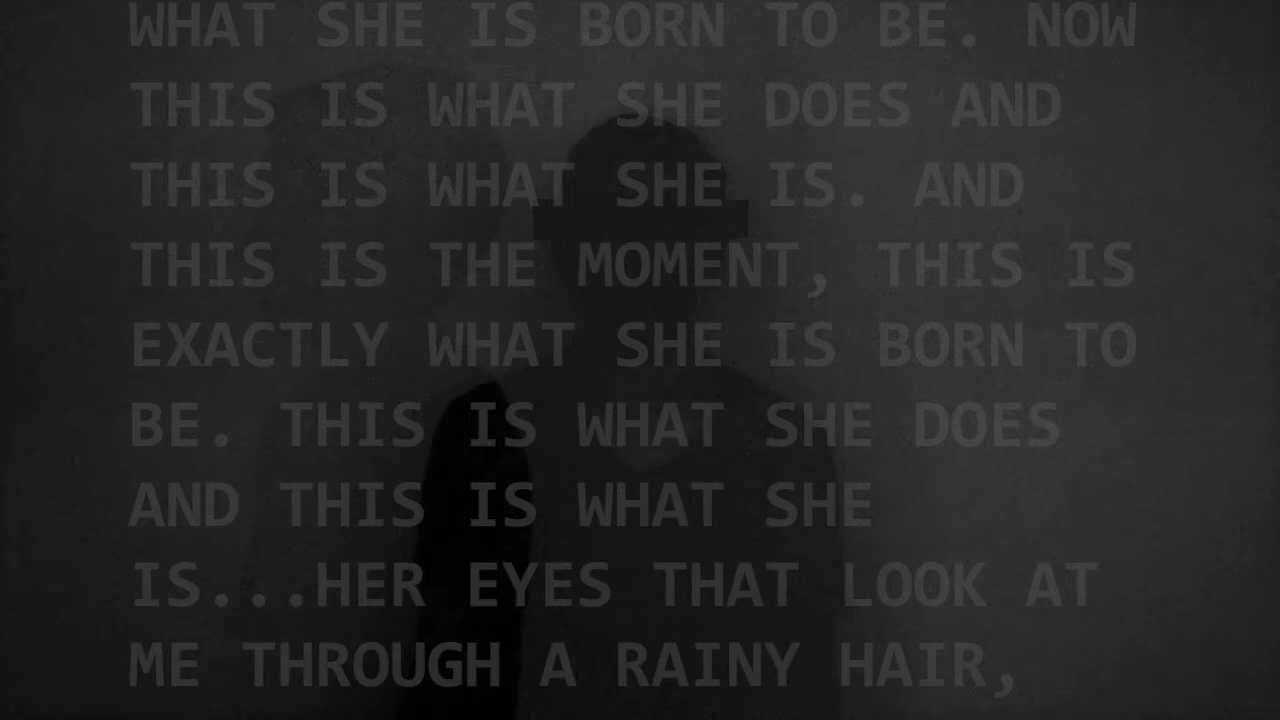 WHAT SHE IS BORN TO BE. NOW
THIS IS WHAT SHE DOES AND
THIS IS WHAT SHE IS. AND
THIS IS THE MOMENT, THIS IS
EXACTLY WHAT SHE IS BORN TO
BE. THIS IS WHAT SHE DOES
AND THIS IS WHAT SHE
IS...HER EYES THAT LOOK AT
ME THROUGH A RAINY HAIR,